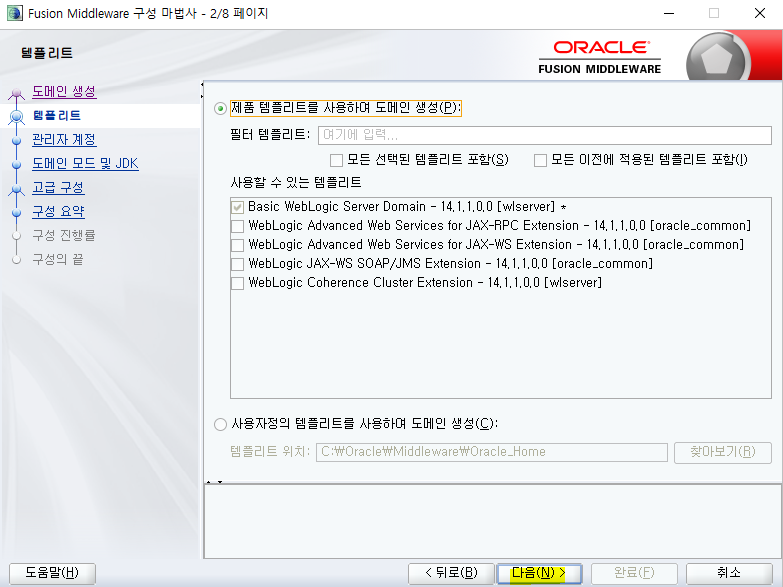 Fusion Middleware 구성 마법사 - 2/8 페이지
템플리트
ORACLE
FUSION MIDDLEWARE
도메인 생성
템플리트
관리자 계정
도메인 모드 및 JDK
고급 구성
구성 요약
구성 진행률
구성의 끝
제품 템플리트를 사용하여 도메인 생성(P):
필터 템플리트: 여기에 입력...
모든 선택된 템플리트 포함(S) 모든 이전에 적용된 템플리트 포함(I)
사용할 수 있는 템플리트
Basic WebLogic Server Domain - 14.1.1.0.0 [wlserver] *
WebLogic Advanced Web Services for JAX-RPC Extension - 14.1.1.0.0 [oracle_common]
WebLogic Advanced Web Services for JAX-WS Extension - 14.1.1.0.0 [oracle_common]
WebLogic JAX-WS SOAP/JMS Extension - 14.1.1.0.0 [oracle_common]
WebLogic Coherence Cluster Extension - 14.1.1.0.0 [wlserver]
사용자정의 템플리트를 사용하여 도메인 생성(C):
템플리트 위치: C:₩Oracle₩Middleware₩Oracle_Home 찾아보기(R)
도움말(H) < 뒤로(B) 다음(N) > 완료(F) 취소